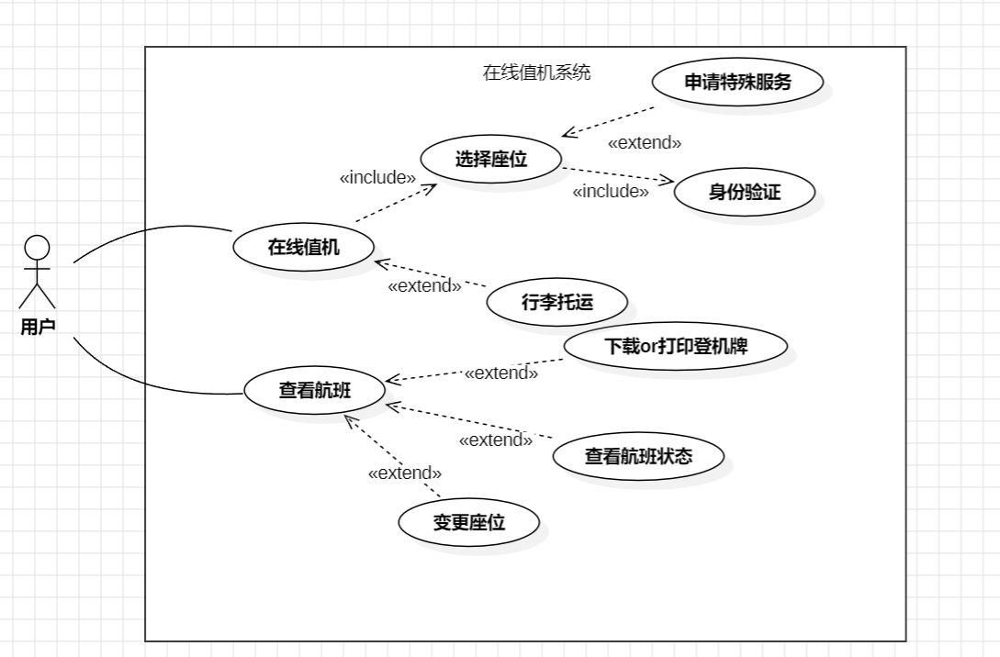 在线值机系统
申请特殊服务
«extend»
选择座位
«include»
«include»
身份验证
在线值机
«extend»
行李托运
用户
下载or打印登机牌
«extend»
查看航班
«extend»
查看航班状态
«extend»
变更座位